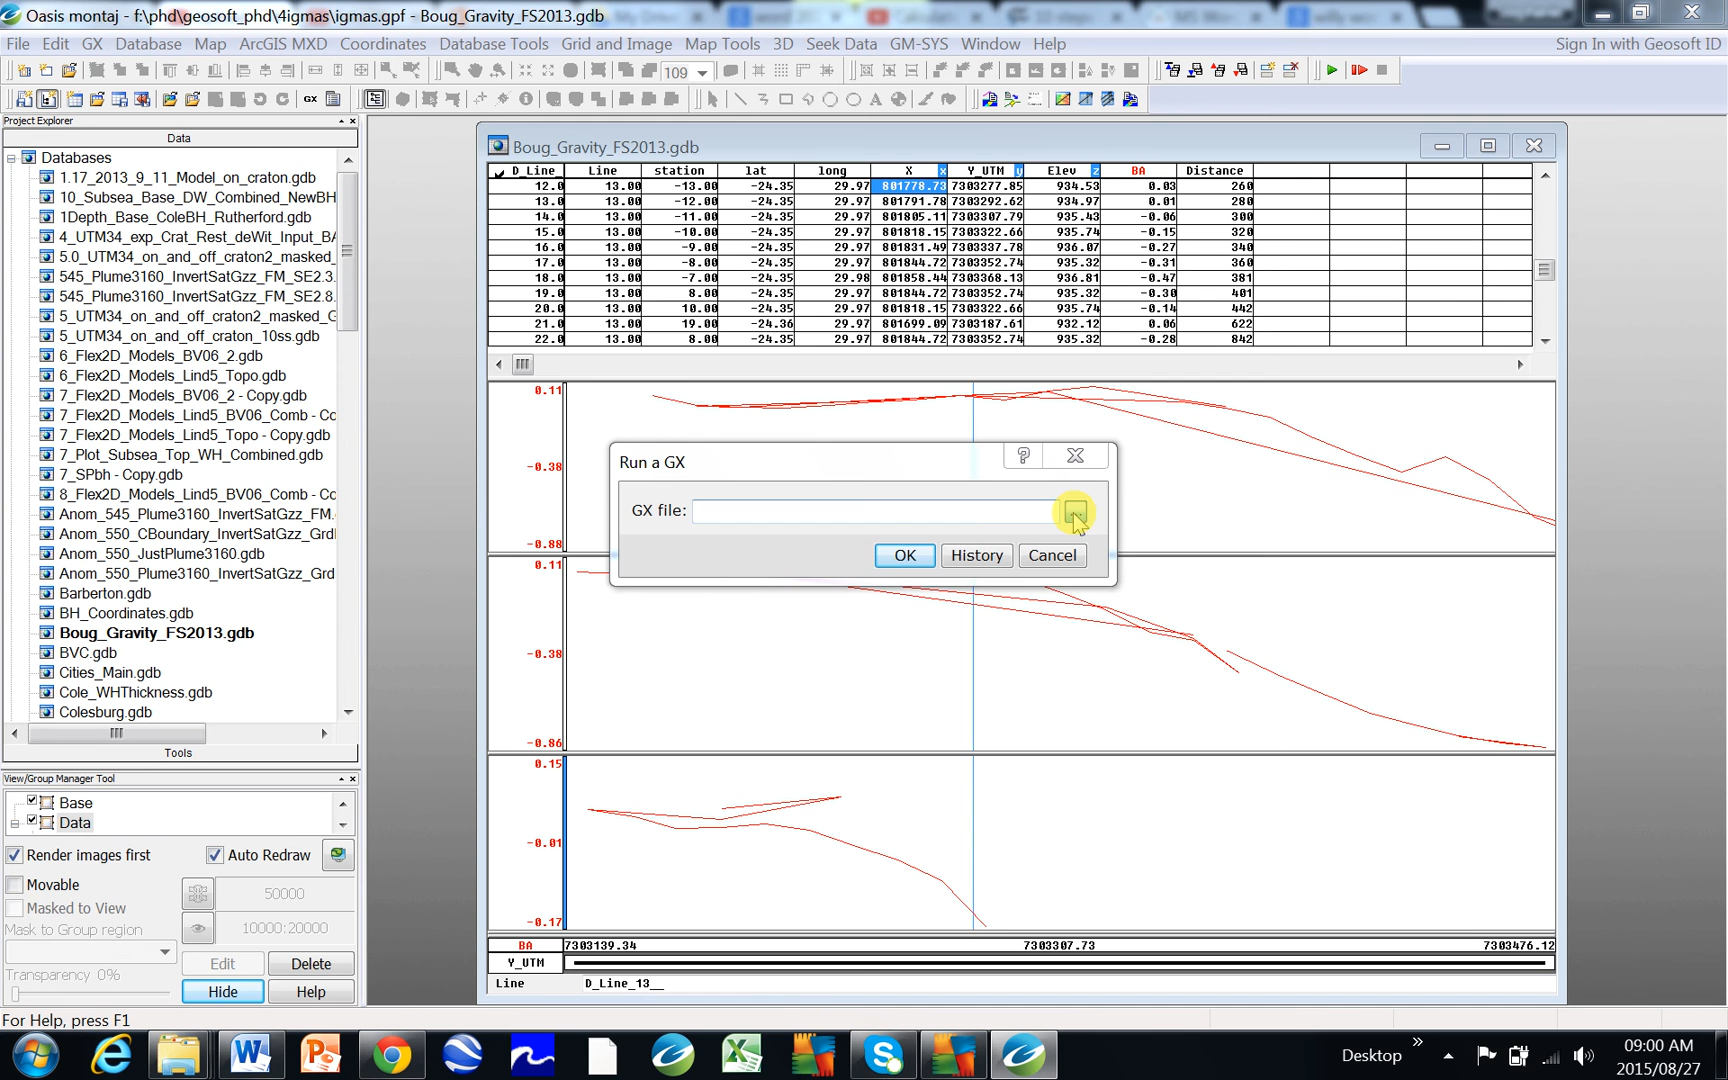 Oasis montaj - f:\phd\geosoft_phd\4igmas\igmas.gpf - Boug_Gravity_FS2013.gdb
File Edit GX Database Map ArcGIS MXD Coordinates Database Tools Grid and Image Map Tools 3D Seek Data GM-SYS Window Help Sign In with Geosoft ID
109
GX
Project Explorer
Data
Databases
1.17_2013_9_11_Model_on_craton.gdb
10_Subsea_Base_DW_Combined_NewBH
1Depth_Base_ColeBH_Rutherford.gdb
4_UTM34_exp_Crat_Rest_deWit_Input_BA
5.0_UTM34_on_and_off_craton2_masked_
545_Plume3160_InvertSatGzz_FM_SE2.3.
545_Plume3160_InvertSatGzz_FM_SE2.8.
5_UTM34_on_and_off_craton2_masked_G
5_UTM34_on_and_off_craton_10ss.gdb
6_Flex2D_Models_BV06_2.gdb
6_Flex2D_Models_Lind5_Topo.gdb
7_Flex2D_Models_BV06_2 - Copy.gdb
7_Flex2D_Models_Lind5_BV06_Comb - Co
7_Flex2D_Models_Lind5_Topo - Copy.gdb
7_Plot_Subsea_Top_WH_Combined.gdb
7_SPbh - Copy.gdb
8_Flex2D_Models_Lind5_BV06_Comb - Co
Anom_545_Plume3160_InvertSatGzz_FM.
Anom_550_CBoundary_InvertSatGzz_Grd
Anom_550_JustPlume3160.gdb
Anom_550_Plume3160_InvertSatGzz_Grd
Barberton.gdb
BH_Coordinates.gdb
Boug_Gravity_FS2013.gdb
BVC.gdb
Cities_Main.gdb
Cole_WHThickness.gdb
Colesburg.gdb
Tools
View/Group Manager Tool
Base
Data
Render images first Auto Redraw
Movable 50000
Masked to View
Mask to Group region 10000:20000
Transparency 0%
Edit Delete
Hide Help
Boug_Gravity_FS2013.gdb
D_Line_ Line station lat long X x Y_UTM y Elev z BA Distance
12.0 13.00 -13.00 -24.35 29.97 801778.73 7303277.85 934.53 0.03 260
13.0 13.00 -12.00 -24.35 29.97 801791.78 7303292.62 934.97 0.01 280
14.0 13.00 -11.00 -24.35 29.97 801805.11 7303307.79 935.43 -0.06 300
15.0 13.00 -10.00 -24.35 29.97 801818.15 7303322.66 935.74 -0.15 320
16.0 13.00 -9.00 -24.35 29.97 801831.49 7303337.78 936.07 -0.27 340
17.0 13.00 -8.00 -24.35 29.97 801844.72 7303352.74 935.32 -0.31 360
18.0 13.00 -7.00 -24.35 29.98 801858.44 7303368.13 936.81 -0.47 381
19.0 13.00 8.00 -24.35 29.97 801844.72 7303352.74 935.32 -0.30 401
20.0 13.00 10.00 -24.35 29.97 801818.15 7303322.66 935.74 -0.14 442
21.0 13.00 19.00 -24.36 29.97 801699.09 7303187.61 932.12 0.06 622
22.0 13.00 8.00 -24.35 29.97 801844.72 7303352.74 935.32 -0.28 842
0.11
-0.38
-0.88
0.11
-0.38
-0.86
0.15
-0.01
-0.17
Run a GX
GX file:
...
OK History Cancel
BA 7303139.34 7303307.73 7303476.12
Y_UTM
Line D_Line_13__
For Help, press F1
Desktop
09:00 AM
2015/08/27